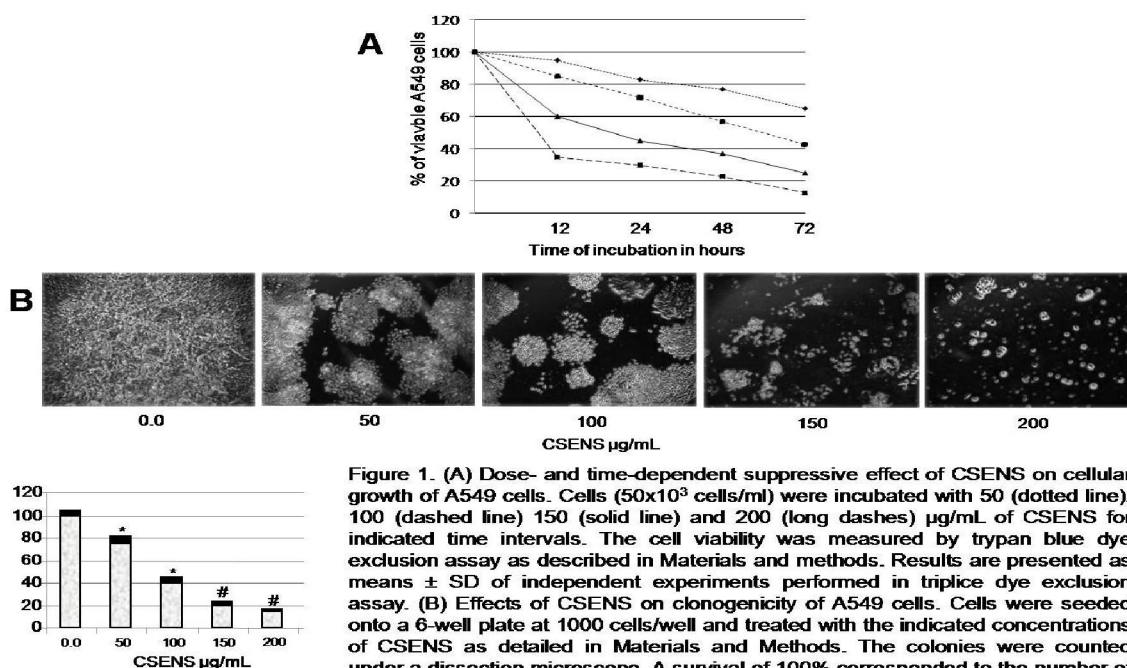 A
120
100
80
60
40
20
0
% of viavble A549 cells
12 24 48 72
Time of incubation in hours
B
0.0 50 100 150 200
CSENS µg/mL
120
100
80
60
40
20
0
* * # #
0.0 50 100 150 200
CSENS µg/mL
Figure 1. (A) Dose- and time-dependent suppressive effect of CSENS on cellular
growth of A549 cells. Cells (50x10³ cells/ml) were incubated with 50 (dotted line),
100 (dashed line) 150 (solid line) and 200 (long dashes) µg/mL of CSENS for
indicated time intervals. The cell viability was measured by trypan blue dye
exclusion assay as described in Materials and methods. Results are presented as
means ± SD of independent experiments performed in triplice dye exclusion
assay. (B) Effects of CSENS on clonogenicity of A549 cells. Cells were seeded
onto a 6-well plate at 1000 cells/well and treated with the indicated concentrations
of CSENS as detailed in Materials and Methods. The colonies were counted
under a dissection microscope. A survival of 100% corresponded to the number of